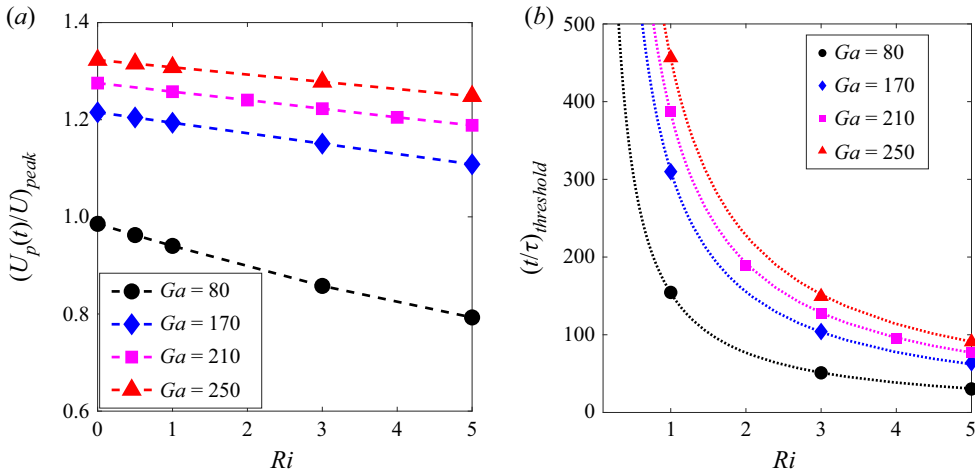 (a)
1.4
1.2
1.0
0.8
0.6
(U_p(t)/U)_peak
Ga = 80
Ga = 170
Ga = 210
Ga = 250
0 1 2 3 4 5
Ri
(b)
500
400
300
200
100
0
(t/τ)_threshold
Ga = 80
Ga = 170
Ga = 210
Ga = 250
1 2 3 4 5
Ri